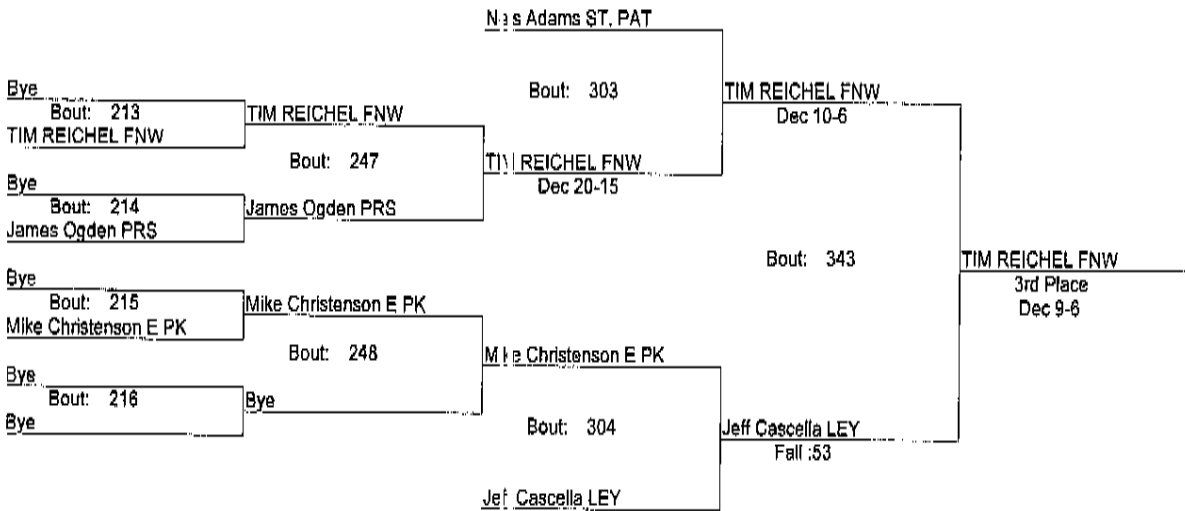 Adams ST. PAT
Bye
Bout: 213
TIM REICHEL FNW
TIM REICHEL FNW
Bout: 247
Bye
Bout: 214
James Ogden PRS
James Ogden PRS
TIM REICHEL FNW
Dec 20-15
Bout: 303
TIM REICHEL FNW
Dec 10-6
Bye
Bout: 215
Mike Christenson E PK
Mike Christenson E PK
Bout: 248
Bye
Bout: 216
Bye
Bye
Mike Christenson E PK
Bout: 304
Jeff Cascella LEY
Jeff Cascella LEY
Fall :53
Bout: 343
TIM REICHEL FNW
3rd Place
Dec 9-6